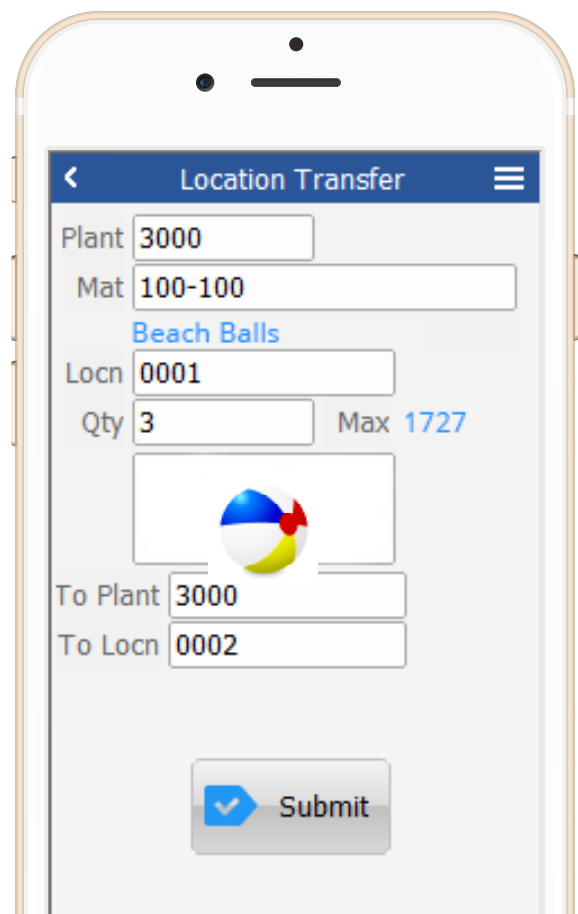 Location Transfer
Plant 3000
Mat 100-100
Beach Balls
Locn 0001
Qty 3 Max 1727
To Plant 3000
To Locn 0002
Submit